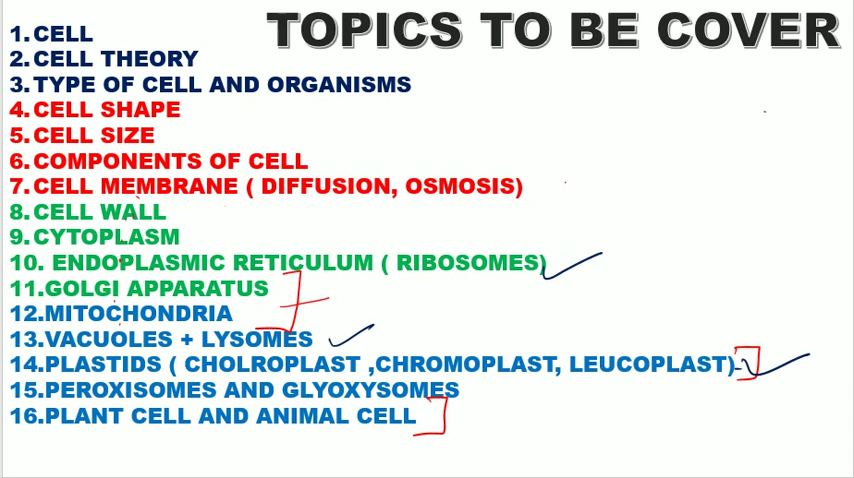 TOPICS TO BE COVER
1.CELL
2.CELL THEORY
3.TYPE OF CELL AND ORGANISMS
4.CELL SHAPE
5.CELL SIZE
6.COMPONENTS OF CELL
7.CELL MEMBRANE ( DIFFUSION, OSMOSIS)
8.CELL WALL
9.CYTOPLASM
10. ENDOPLASMIC RETICULUM ( RIBOSOMES)
11.GOLGI APPARATUS
12.MITOCHONDRIA
13.VACUOLES + LYSOMES
14.PLASTIDS ( CHOLROPLAST ,CHROMOPLAST, LEUCOPLAST)
15.PEROXISOMES AND GLYOXYSOMES
16.PLANT CELL AND ANIMAL CELL